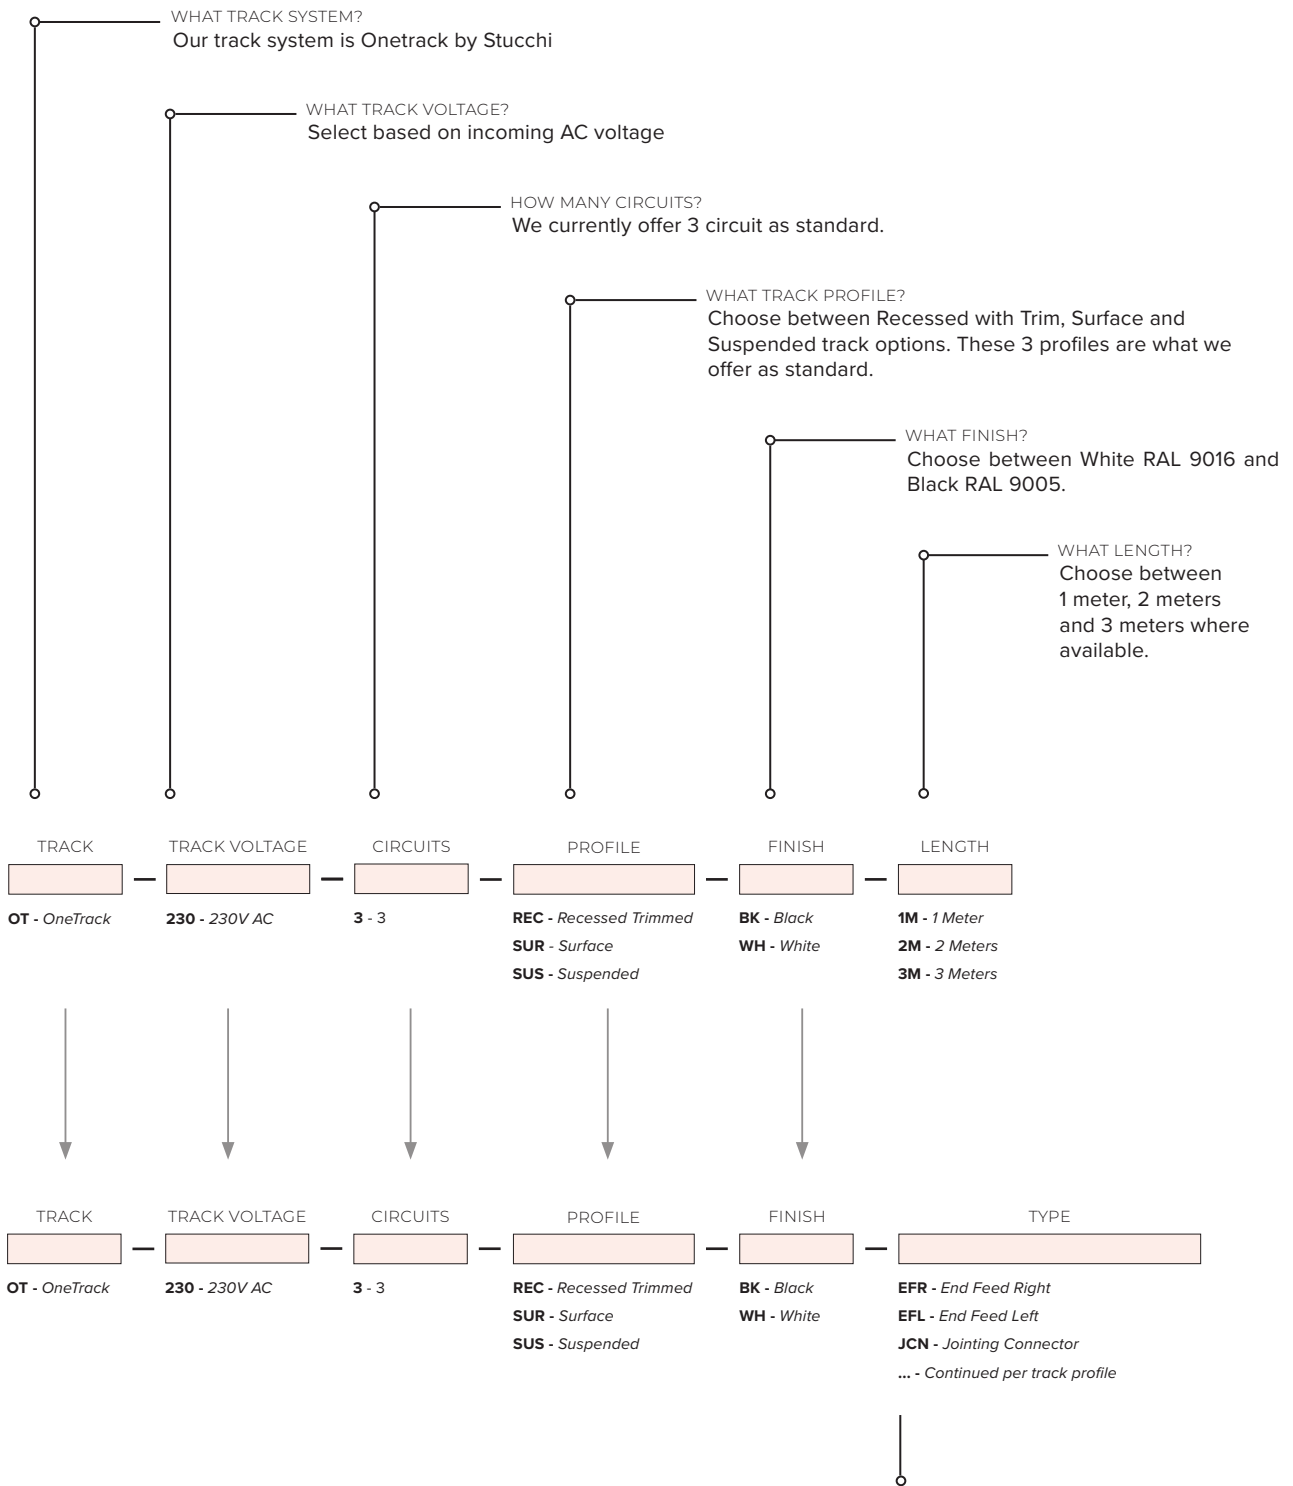 WHAT TRACK SYSTEM?
Our track system is Onetrack by Stucchi
WHAT TRACK VOLTAGE?
Select based on incoming AC voltage
HOW MANY CIRCUITS?
We currently offer 3 circuit as standard.
WHAT TRACK PROFILE?
Choose between Recessed with Trim, Surface and
Suspended track options. These 3 profiles are what we
offer as standard.
WHAT FINISH?
Choose between White RAL 9016 and
Black RAL 9005.
WHAT LENGTH?
Choose between
1 meter, 2 meters
and 3 meters where
available.
TRACK — TRACK VOLTAGE — CIRCUITS — PROFILE — FINISH — LENGTH
OT - OneTrack 230 - 230V AC 3 - 3 REC - Recessed Trimmed BK - Black 1M - 1 Meter
SUR - Surface WH - White 2M - 2 Meters
SUS - Suspended 3M - 3 Meters
TRACK — TRACK VOLTAGE — CIRCUITS — PROFILE — FINISH — TYPE
OT - OneTrack 230 - 230V AC 3 - 3 REC - Recessed Trimmed BK - Black EFR - End Feed Right
SUR - Surface WH - White EFL - End Feed Left
SUS - Suspended JCN - Jointing Connector
... - Continued per track profile